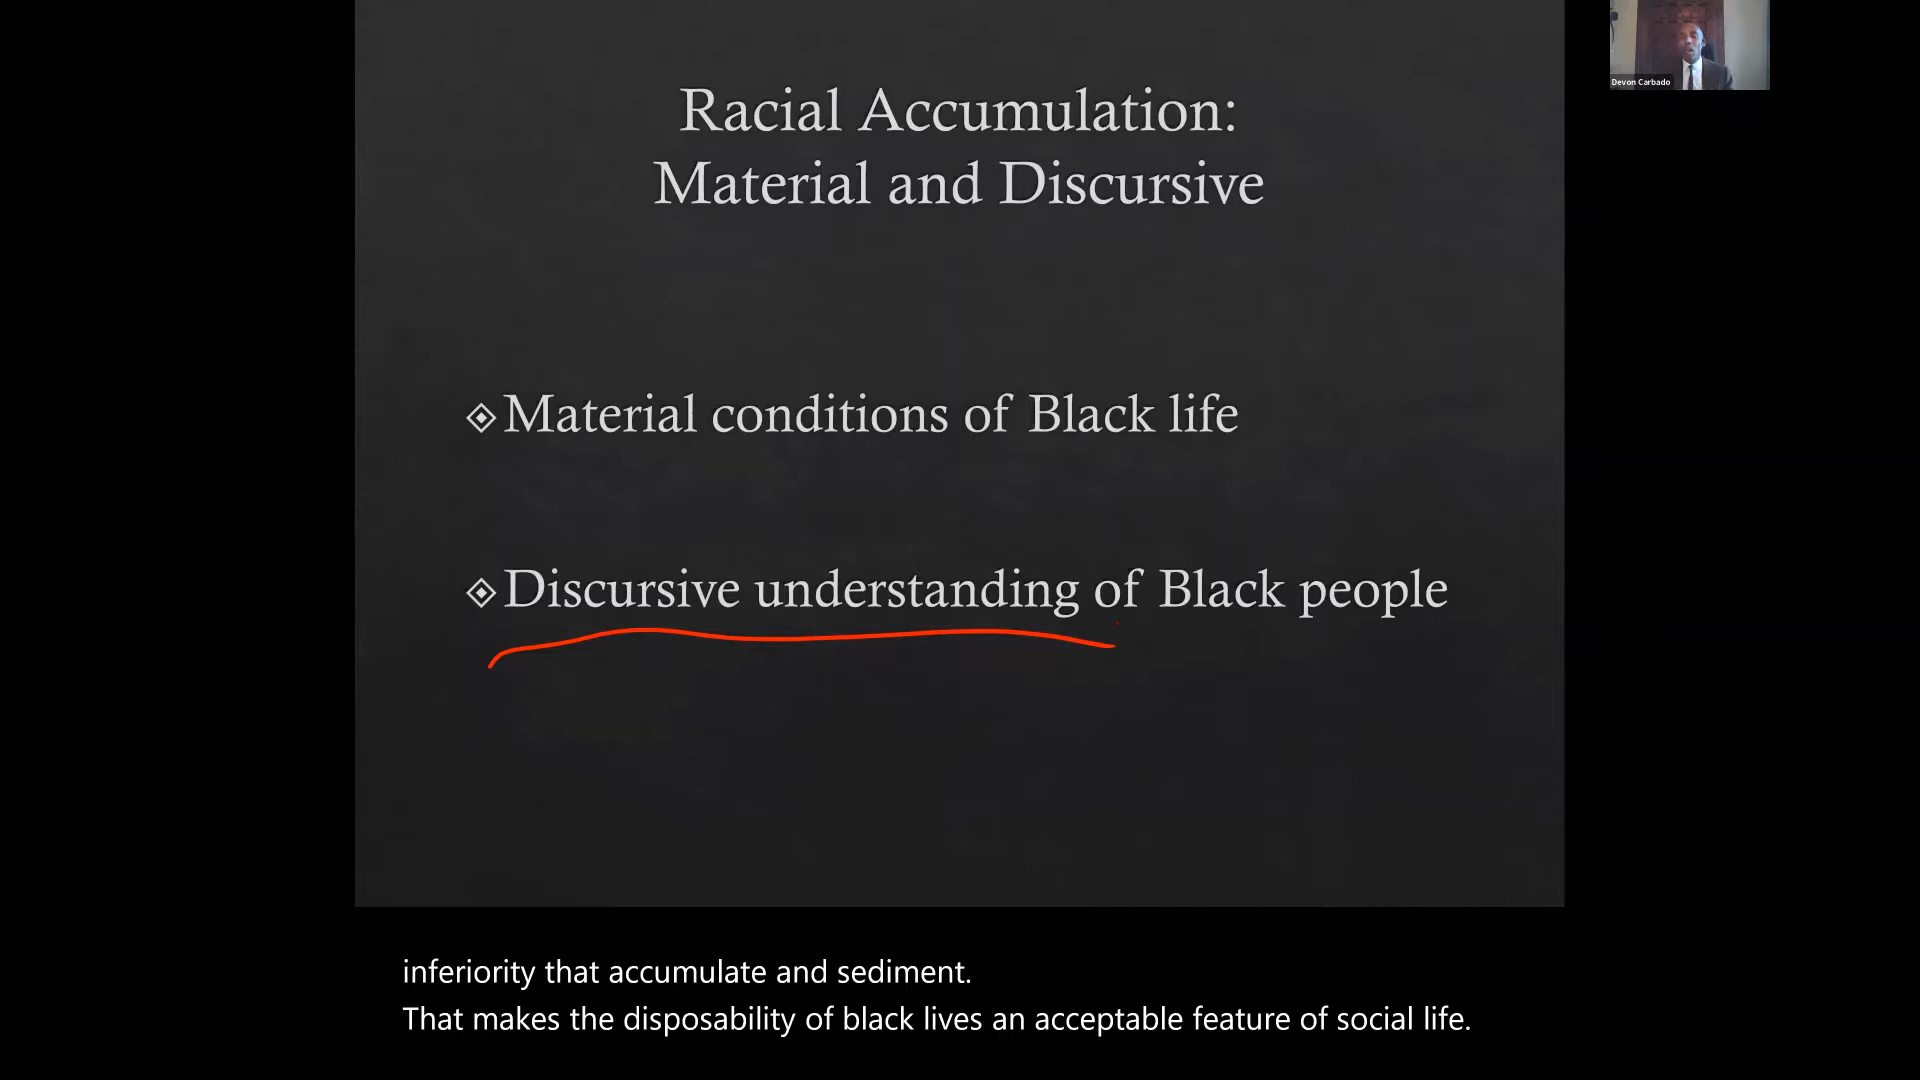 Racial Accumulation:
Material and Discursive
Devon Carbado
Material conditions of Black life
Discursive understanding of Black people
inferiority that accumulate and sediment.
That makes the disposability of black lives an acceptable feature of social life.